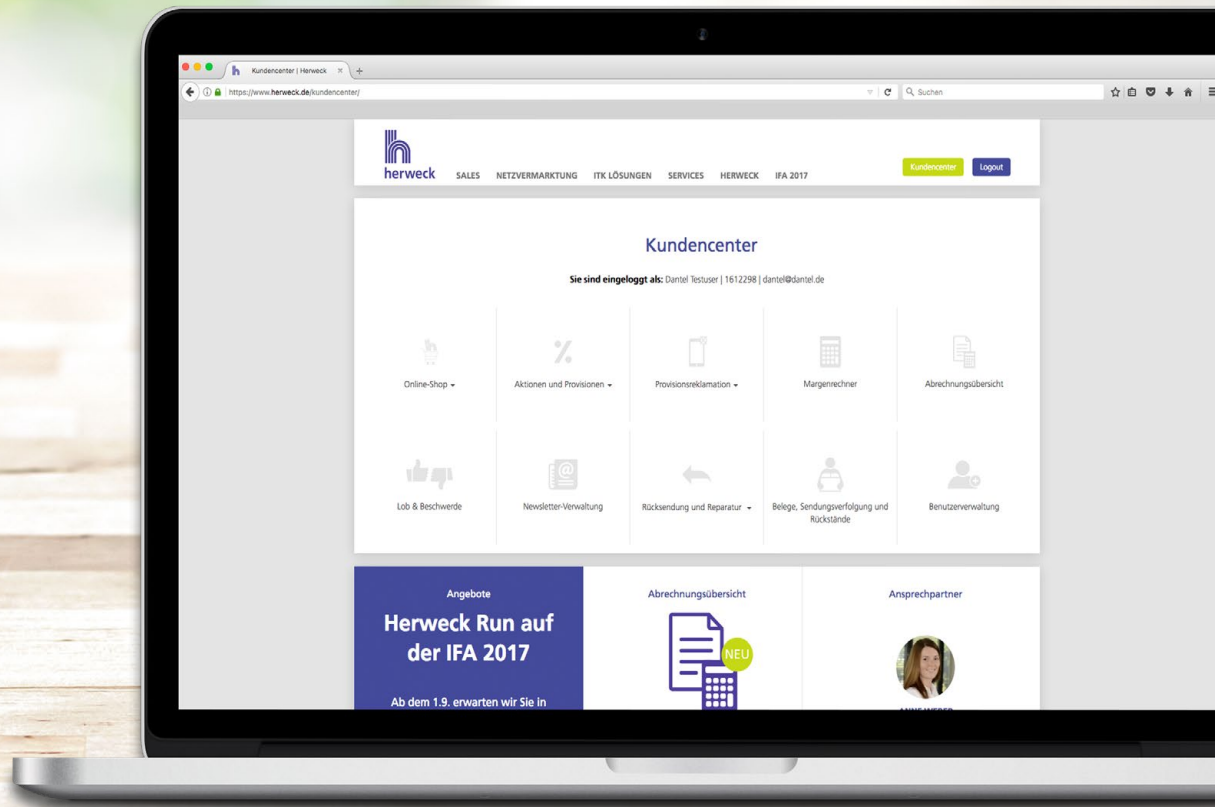 Kundencenter | Herweck
https://www.herweck.de/kundencenter/
Suchen
herweck
SALES NETZVERMARKTUNG ITK LÖSUNGEN SERVICES HERWECK IFA 2017
Kundencenter Logout
Kundencenter
Sie sind eingeloggt als: Dantel Testuser | 1612298 | dantel@dantel.de
Online-Shop
Aktionen und Provisionen
Provisionsreklamation
Margenrechner
Abrechnungsübersicht
Lob & Beschwerde
Newsletter-Verwaltung
Rücksendung und Reparatur
Belege, Sendungsverfolgung und
Rückstände
Benutzerverwaltung
Angebote
Herweck Run auf
der IFA 2017
Ab dem 1.9. erwarten wir Sie in
Abrechnungsübersicht
NEU
Ansprechpartner